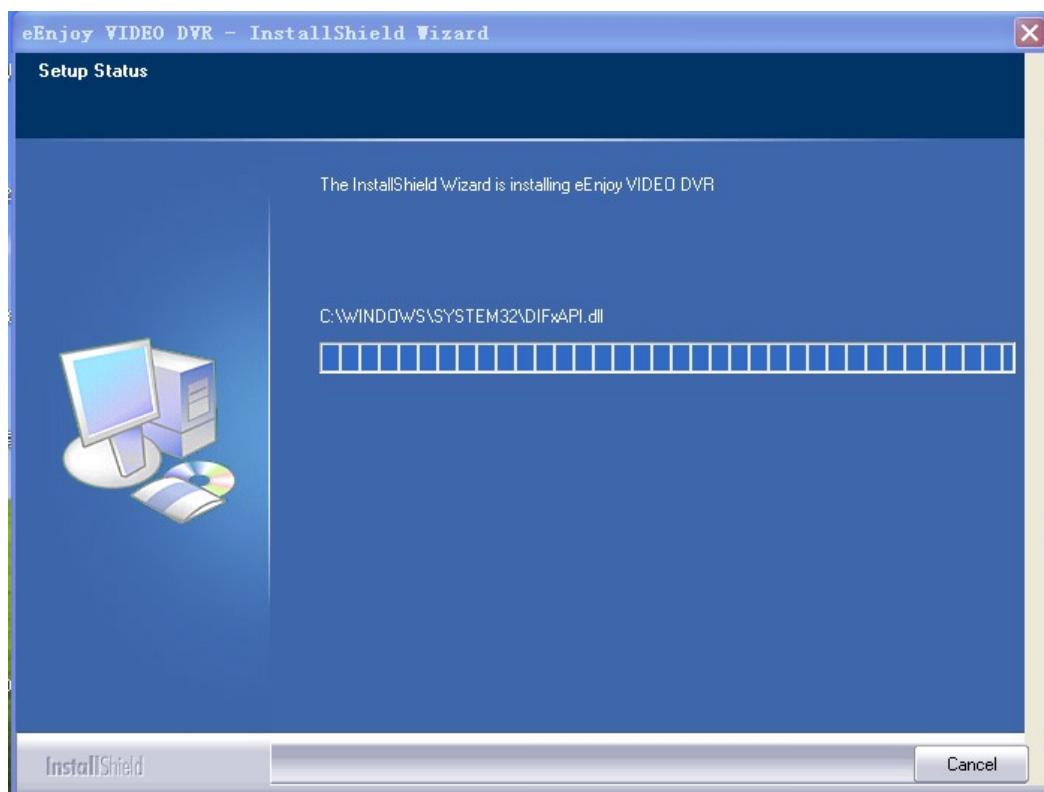 eEnjoy VIDEO DVR - InstallShield Wizard
Setup Status
The InstallShield Wizard is installing eEnjoy VIDEO DVR
C:\WINDOWS\SYSTEM32\DIFxAPI.dll
InstallShield
Cancel